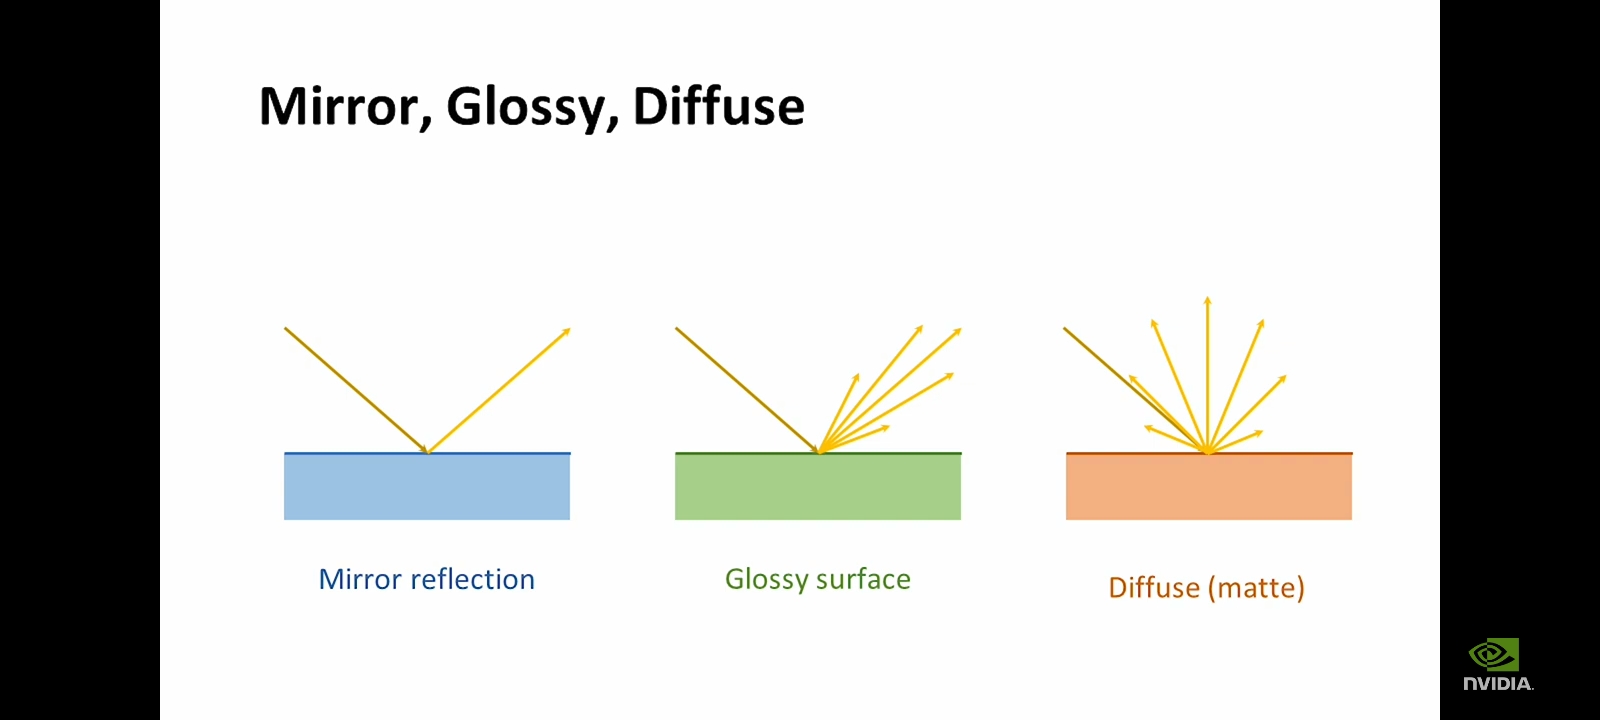 Mirror, Glossy, Diffuse
Mirror reflection
Glossy surface
Diffuse (matte)
NVIDIA.